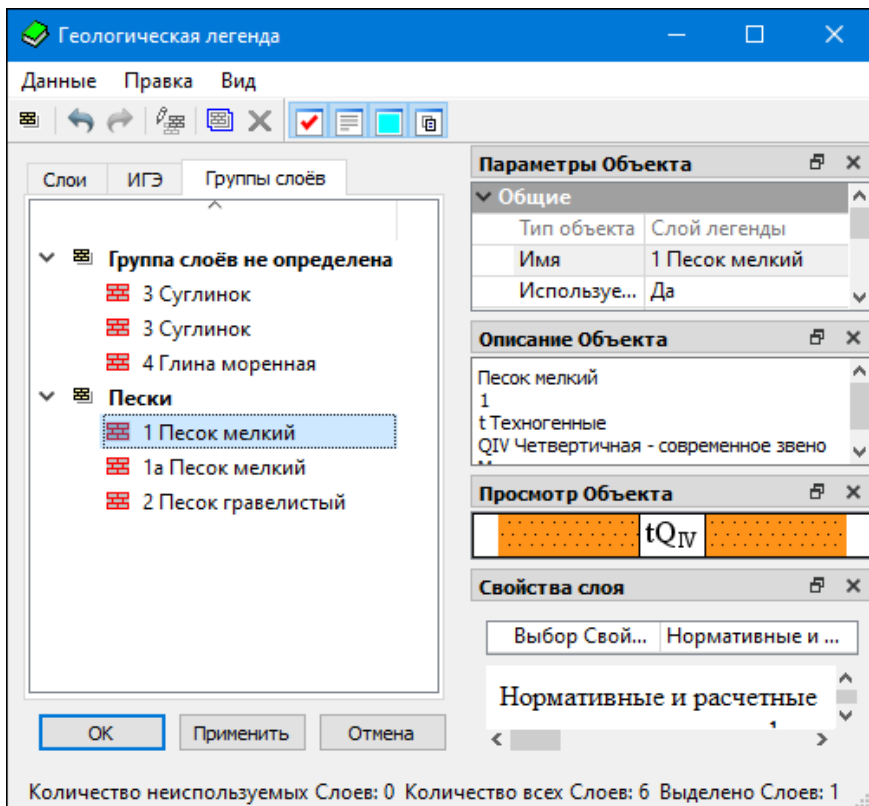 Геологическая легенда
Данные Правка Вид
Слои ИГЭ Группы слоёв
Группа слоёв не определена
3 Суглинок
3 Суглинок
4 Глина моренная
Пески
1 Песок мелкий
1а Песок мелкий
2 Песок гравелистый
ОК Применить Отмена
Параметры Объекта
Общие
Тип объекта Слой легенды
Имя 1 Песок мелкий
Используе... Да
Описание Объекта
Песок мелкий
1
t Техногенные
QIV Четвертичная - современное звено
Просмотр Объекта
tQIV
Свойства слоя
Выбор Свой... Нормативные и ...
Нормативные и расчетные
Количество неиспользуемых Слоев: 0 Количество всех Слоев: 6 Выделено Слоев: 1